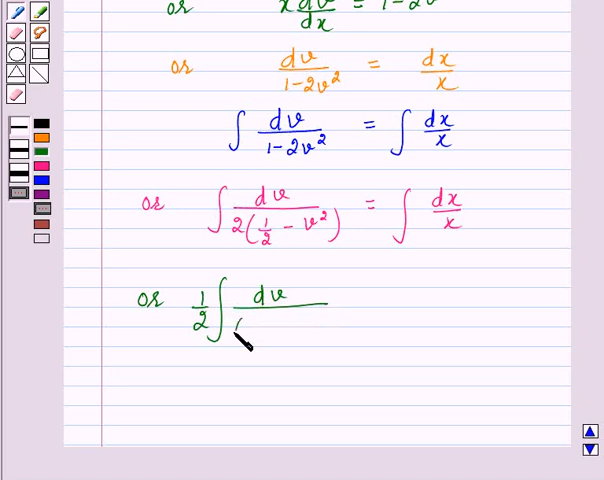 or x dv/dx = 1-2v
or dv/1-2v² = dx/x
∫ dv/1-2v² = ∫ dx/x
or ∫ dv/2(1/2 - v²) = ∫ dx/x
or 1/2 ∫ dv/(